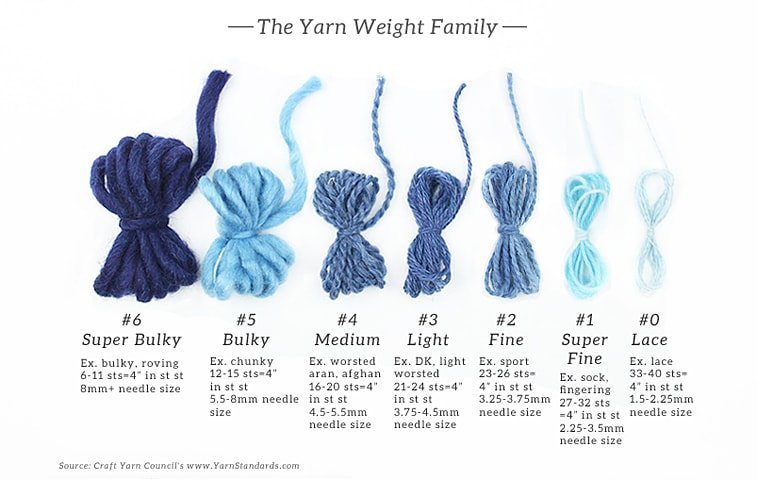 The Yarn Weight Family
#6
Super Bulky
Ex. bulky, roving
6-11 sts=4"
in st st
8mm+ needle size
#5
Bulky
Ex. chunky
12-15 sts=4"
in st st
5.5-8mm needle
size
#4
Medium
Ex. worsted
aran, afghan
16-20 sts=4"
in st st
4.5-5.5mm
needle size
#3
Light
Ex. DK, light
worsted
21-24 sts=4"
in st st
3.75-4.5mm
needle size
#2
Fine
Ex. sport
23-26 sts=
4" in st st
3.25-3.75mm
needle size
#1
Super
Fine
Ex. sock,
fingering
27-32 sts
=4" in st st
2.25-3.5mm
needle size
#0
Lace
Ex. lace
33-40 sts=
4" in st st
1.5-2.25mm
needle size
Source: Craft Yarn Council's www.YarnStandards.com